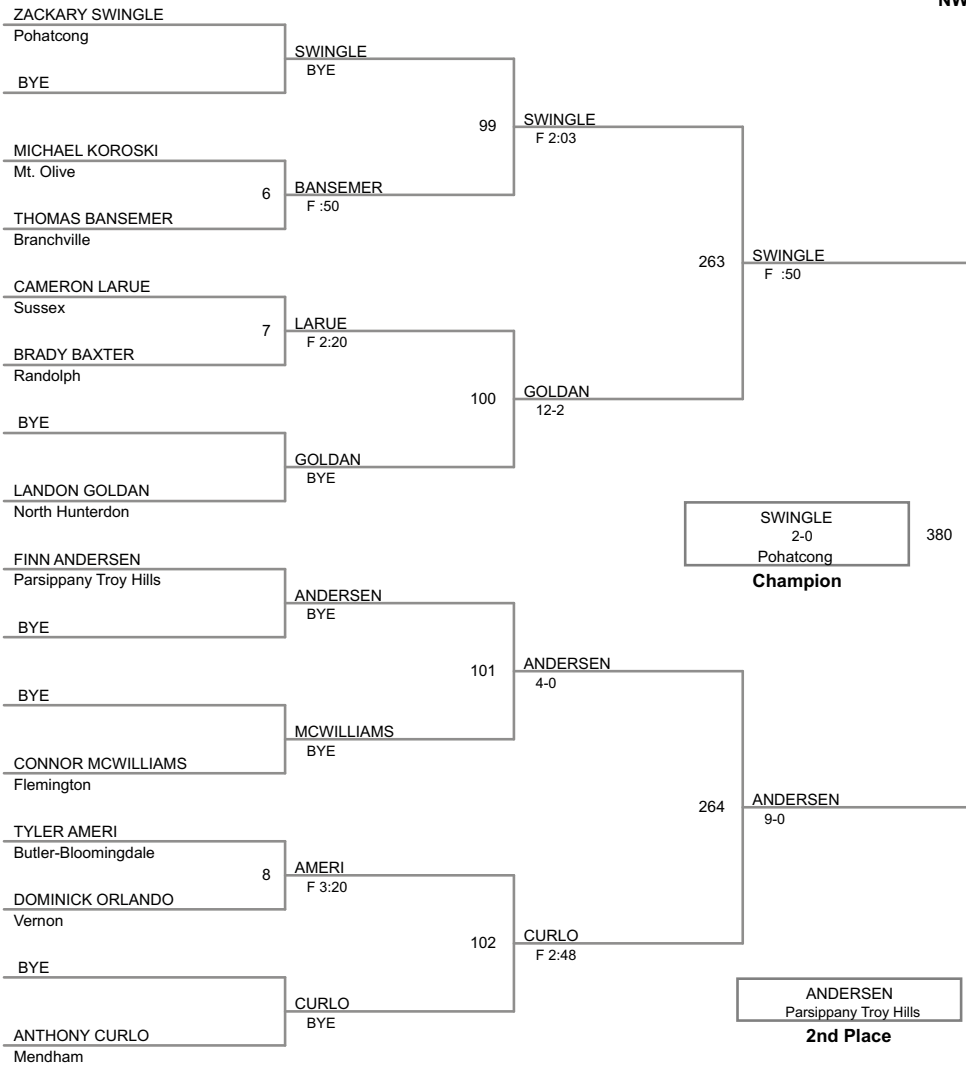 NW
ZACKARY SWINGLE
Pohatcong
SWINGLE
BYE
BYE
99
SWINGLE
F 2:03
MICHAEL KOROSKI
Mt. Olive
6
BANSEMER
F :50
THOMAS BANSEMER
Branchville
263
SWINGLE
F :50
CAMERON LARUE
Sussex
7
LARUE
F 2:20
BRADY BAXTER
Randolph
100
GOLDAN
12-2
BYE
GOLDAN
BYE
LANDON GOLDAN
North Hunterdon
SWINGLE
2-0
Pohatcong
380
Champion
FINN ANDERSEN
Parsippany Troy Hills
ANDERSEN
BYE
BYE
101
ANDERSEN
4-0
BYE
MCWILLIAMS
BYE
CONNOR MCWILLIAMS
Flemington
264
ANDERSEN
9-0
TYLER AMERI
Butler-Bloomingdale
8
AMERI
F 3:20
DOMINICK ORLANDO
Vernon
102
CURLO
F 2:48
BYE
CURLO
BYE
ANTHONY CURLO
Mendham
ANDERSEN
Parsippany Troy Hills
2nd Place